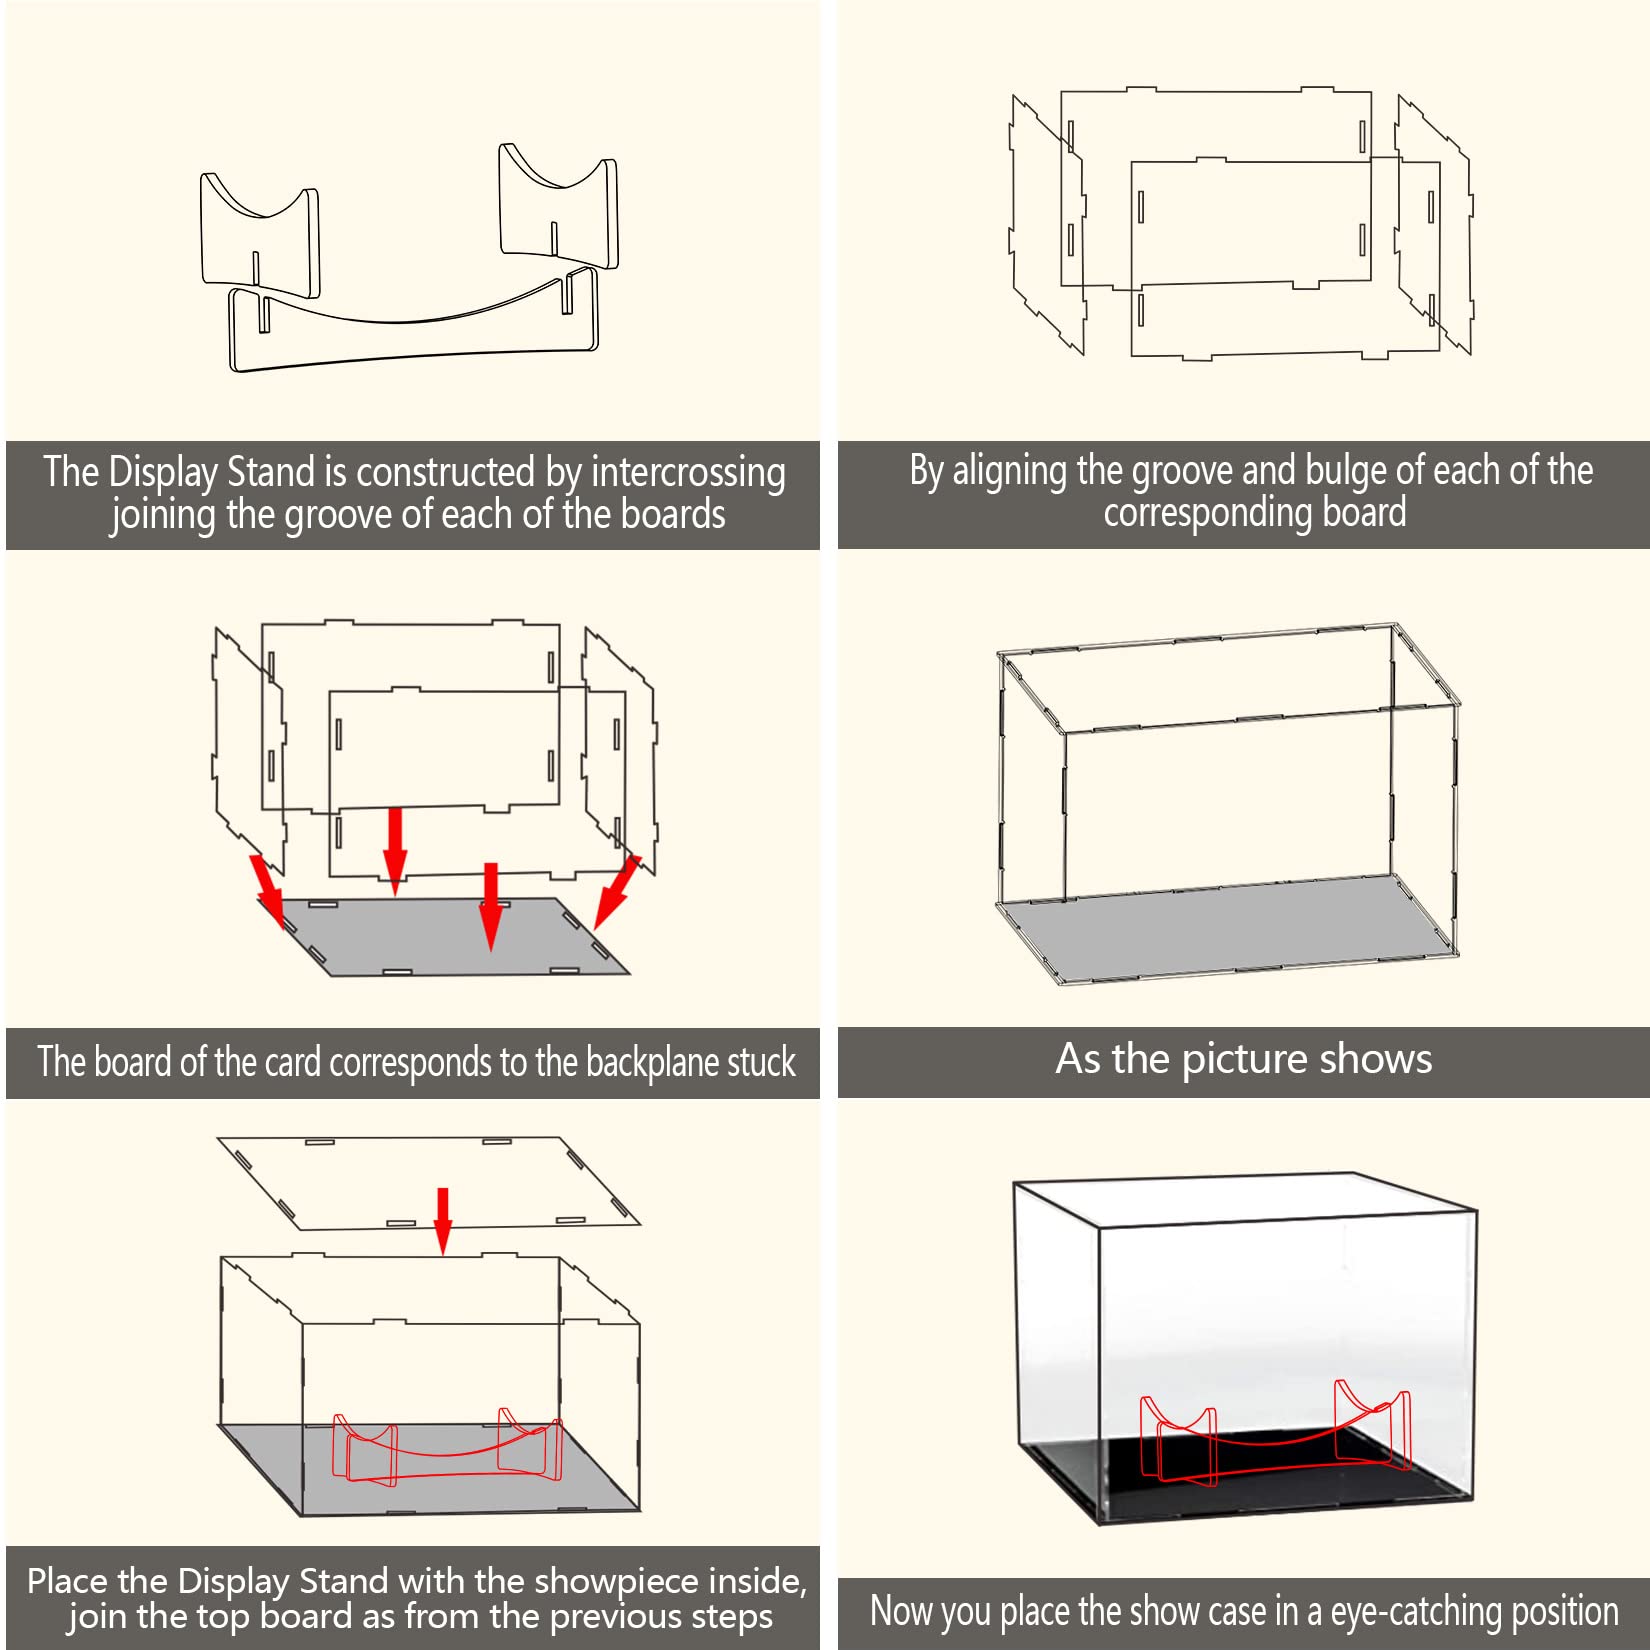 The Display Stand is constructed by intercrossing
joining the groove of each of the boards
By aligning the groove and bulge of each of the
corresponding board
The board of the card corresponds to the backplane stuck
As the picture shows
Place the Display Stand with the showpiece inside,
join the top board as from the previous steps
Now you place the show case in a eye-catching position